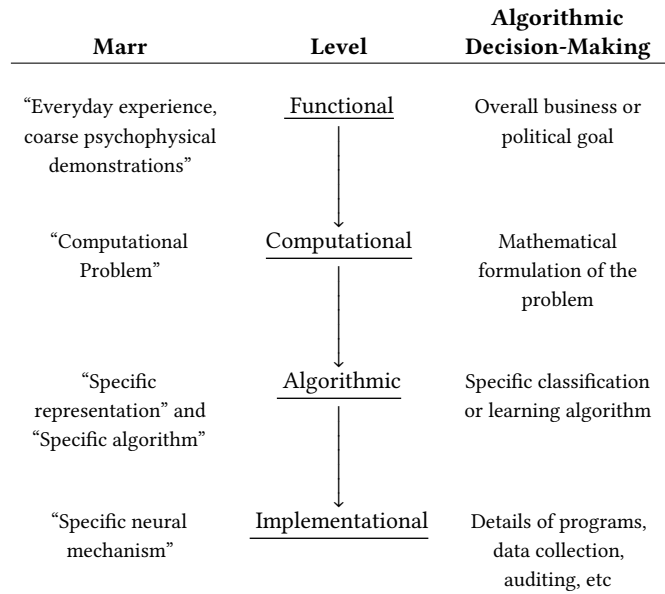 Marr
Level
Algorithmic
Decision-Making
“Everyday experience,
coarse psychophysical
demonstrations”
Functional
Overall business or
political goal
“Computational
Problem”
Computational
Mathematical
formulation of the
problem
“Specific
representation” and
“Specific algorithm”
Algorithmic
Specific classification
or learning algorithm
“Specific neural
mechanism”
Implementational
Details of programs,
data collection,
auditing, etc